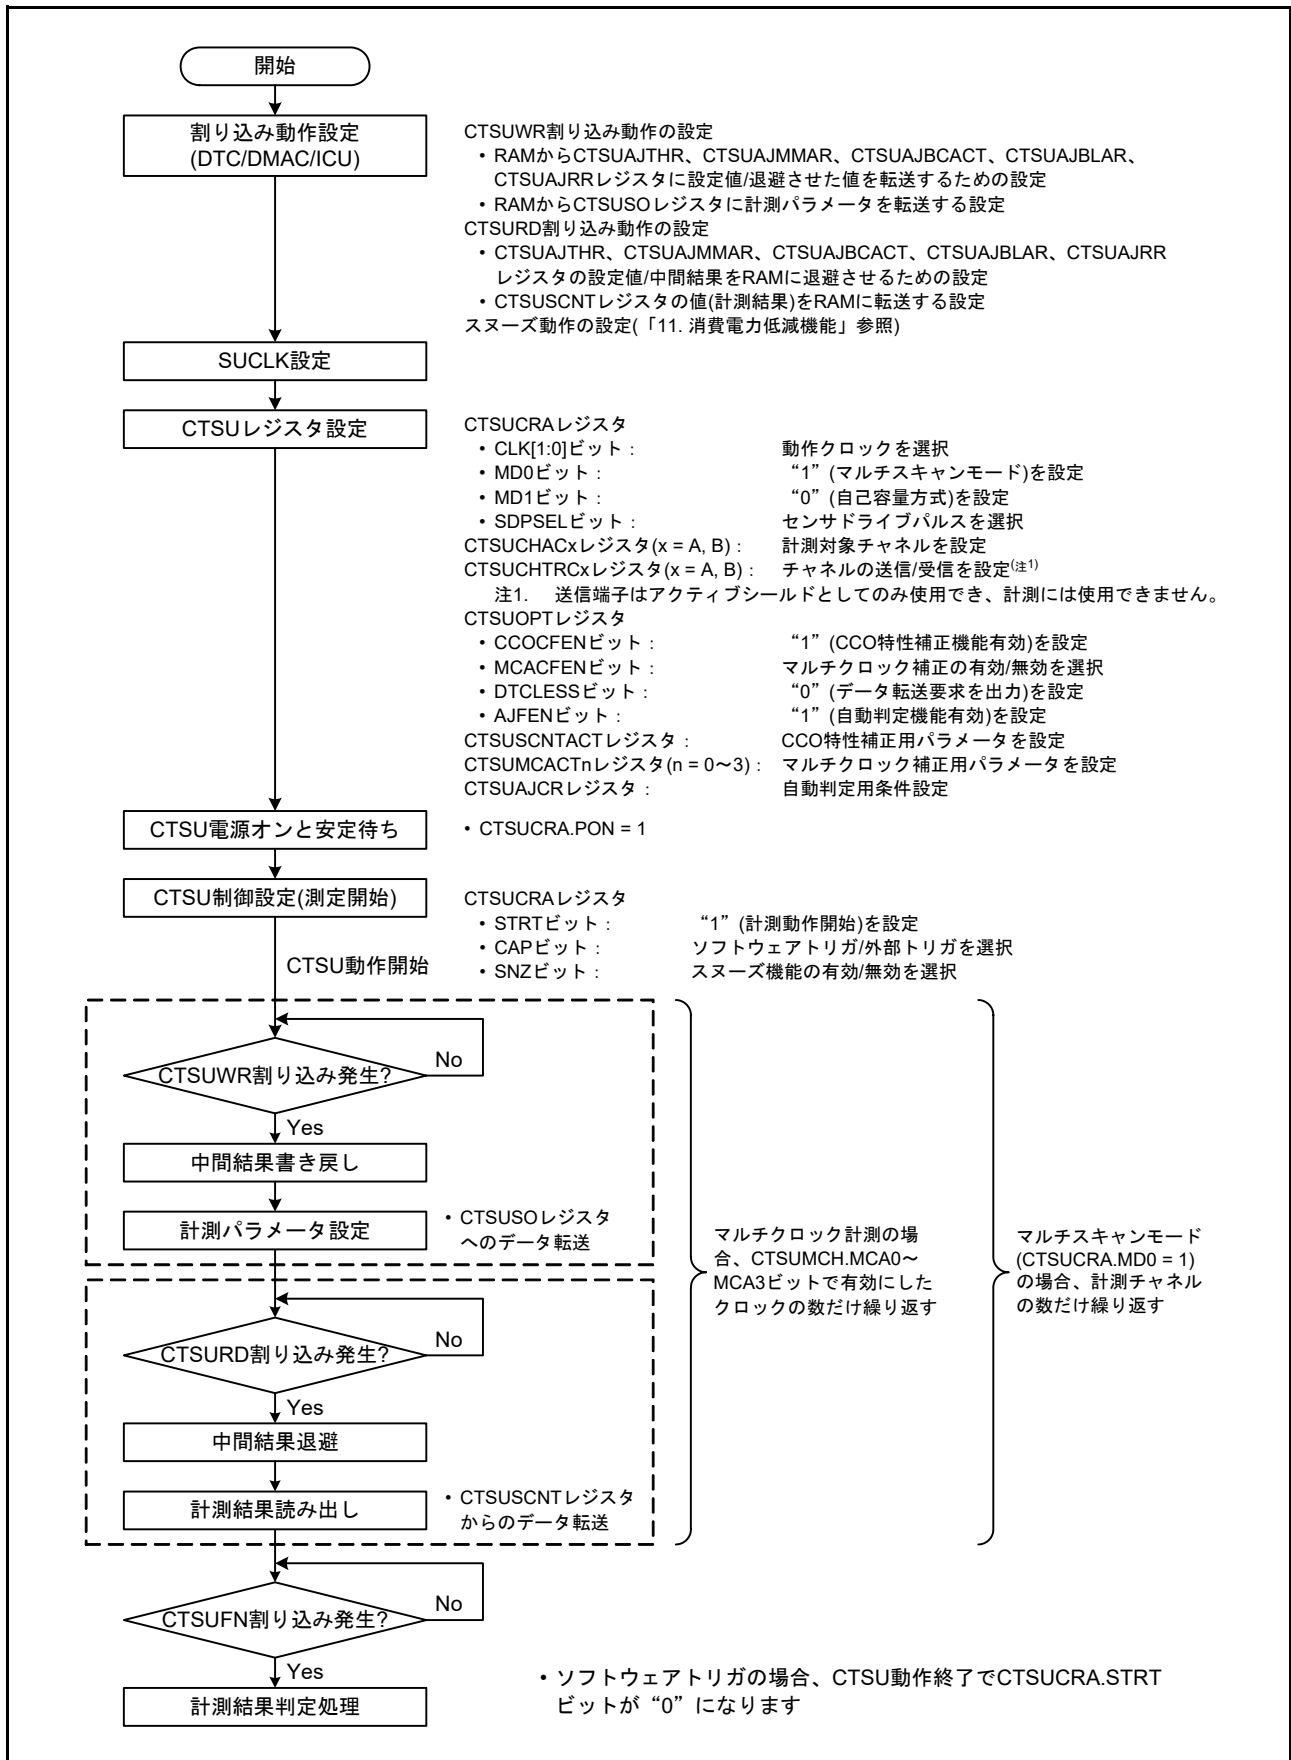 開始
割り込み動作設定
(DTC/DMAC/ICU)
CTSUWR割り込み動作の設定
• RAMからCTSUAJTHR、CTSUAJMMAR、CTSUAJBCACT、CTSUAJBLAR、
CTSUAJRRレジスタに設定値/退避させた値を転送するための設定
• RAMからCTSUSOレジスタに計測パラメータを転送する設定
CTSURD割り込み動作の設定
• CTSUAJTHR、CTSUAJMMAR、CTSUAJBCACT、CTSUAJBLAR、CTSUAJRR
レジスタの設定値/中間結果をRAMに退避させるための設定
• CTSUSCNTレジスタの値(計測結果)をRAMに転送する設定
スヌーズ動作の設定(「11. 消費電力低減機能」参照)
SUCLK設定
CTSUレジスタ設定
CTSUCRAレジスタ
• CLK[1:0]ビット： 動作クロックを選択
• MD0ビット： “1”(マルチスキャンモード)を設定
• MD1ビット： “0”(自己容量方式)を設定
• SDPSELビット： センサドライブパルスを選択
CTSUCHACxレジスタ(x = A, B)： 計測対象チャネルを設定
CTSUCHTRCxレジスタ(x = A, B)： チャネルの送信/受信を設定(注1)
注1. 送信端子はアクティブシールドとしてのみ使用でき、計測には使用できません。
CTSUOPTレジスタ
• CCOCFENビット： “1”(CCO特性補正機能有効)を設定
• MCACFENビット： マルチクロック補正の有効/無効を選択
• DTCLESSビット： “0”(データ転送要求を出力)を設定
• AJFENビット： “1”(自動判定機能有効)を設定
CTSUSCNTACTレジスタ： CCO特性補正用パラメータを設定
CTSUMCACTnレジスタ(n = 0～3)： マルチクロック補正用パラメータを設定
CTSUAJCRレジスタ： 自動判定用条件設定
CTSU電源オンと安定待ち
• CTSUCRA.PON = 1
CTSU制御設定(測定開始)
CTSUCRAレジスタ
• STRTビット： “1”(計測動作開始)を設定
• CAPビット： ソフトウェアトリガ/外部トリガを選択
• SNZビット： スヌーズ機能の有効/無効を選択
CTSU動作開始
CTSUWR割り込み発生?
No
Yes
中間結果書き戻し
計測パラメータ設定
• CTSUSOレジスタ
へのデータ転送
CTSURD割り込み発生?
No
Yes
中間結果退避
計測結果読み出し
• CTSUSCNTレジスタ
からのデータ転送
マルチクロック計測の場
合、CTSUMCH.MCA0～
MCA3ビットで有効にした
クロックの数だけ繰り返す
マルチスキャンモード
(CTSUCRA.MD0 = 1)
の場合、計測チャネル
の数だけ繰り返す
CTSUFN割り込み発生?
No
Yes
計測結果判定処理
• ソフトウェアトリガの場合、CTSU動作終了でCTSUCRA.STRT
ビットが“0”になります